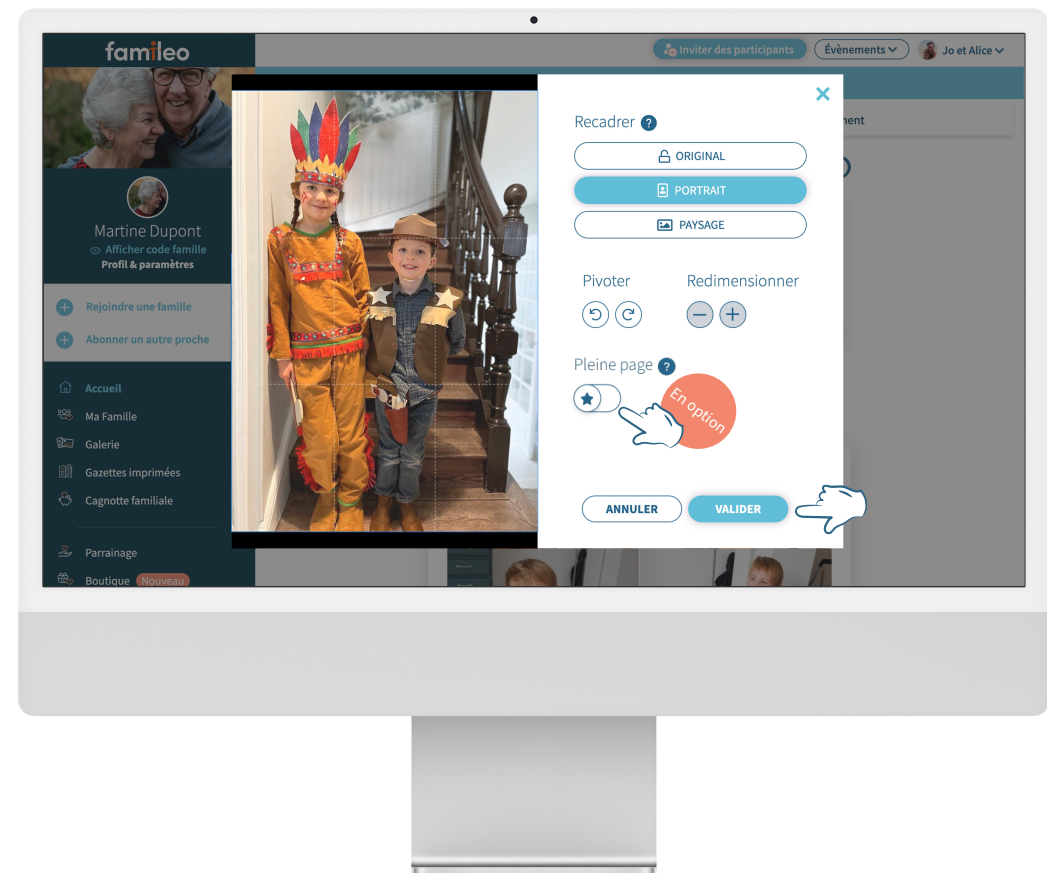 famileo
Inviter des participants
Évènements
Jo et Alice
Martine Dupont
Afficher code famille
Profil & paramètres
Rejoindre une famille
Abonner un autre proche
Accueil
Ma Famille
Galerie
Gazettes imprimées
Cagnotte familiale
Parrainage
Boutique Nouveau
Recadrer ?
ORIGINAL
PORTRAIT
PAYSAGE
Pivoter Redimensionner
Pleine page ?
En option
ANNULER VALIDER